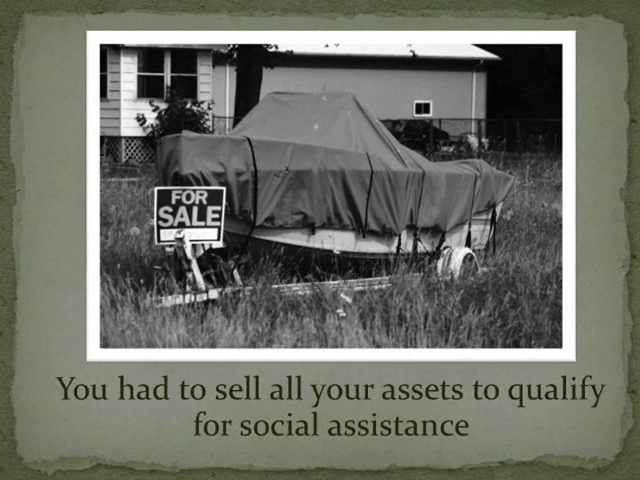 FOR
SALE
You had to sell all your assets to qualify
for social assistance